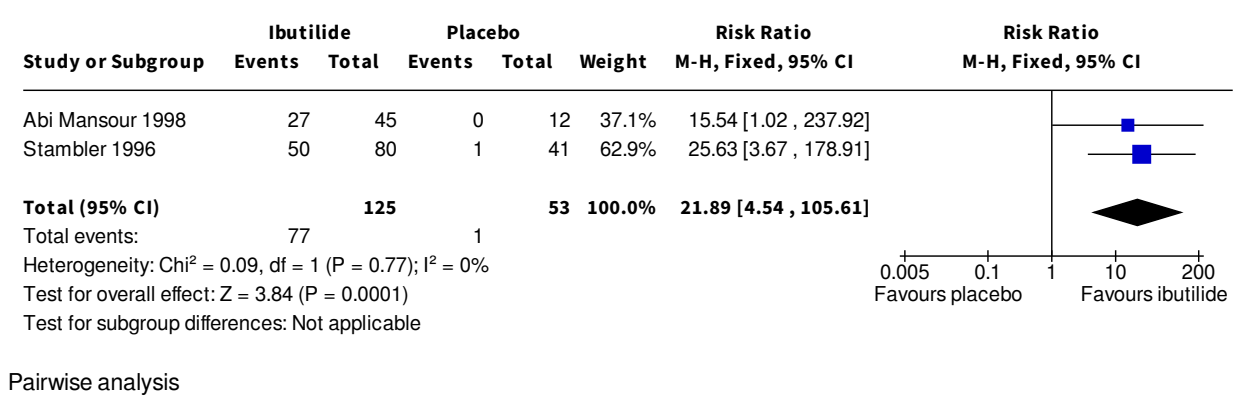 Ibutilide Placebo Risk Ratio Risk Ratio
Study or Subgroup Events Total Events Total Weight M-H, Fixed, 95% CI M-H, Fixed, 95% CI
Abi Mansour 1998 27 45 0 12 37.1% 15.54 [1.02 , 237.92]
Stambler 1996 50 80 1 41 62.9% 25.63 [3.67 , 178.91]
Total (95% CI) 125 53 100.0% 21.89 [4.54 , 105.61]
Total events: 77 1
Heterogeneity: Chi² = 0.09, df = 1 (P = 0.77); I² = 0%
0.005 0.1 1 10 200
Test for overall effect: Z = 3.84 (P = 0.0001) Favours placebo Favours ibutilide
Test for subgroup differences: Not applicable
Pairwise analysis